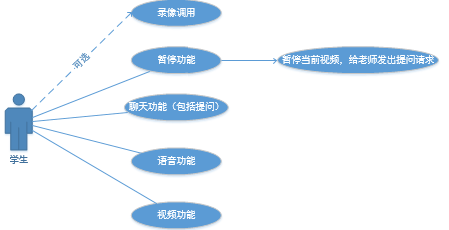 录像调用
可选
暂停功能
暂停当前视频，给老师发出提问请求
聊天功能（包括提问）
学生
语音功能
视频功能